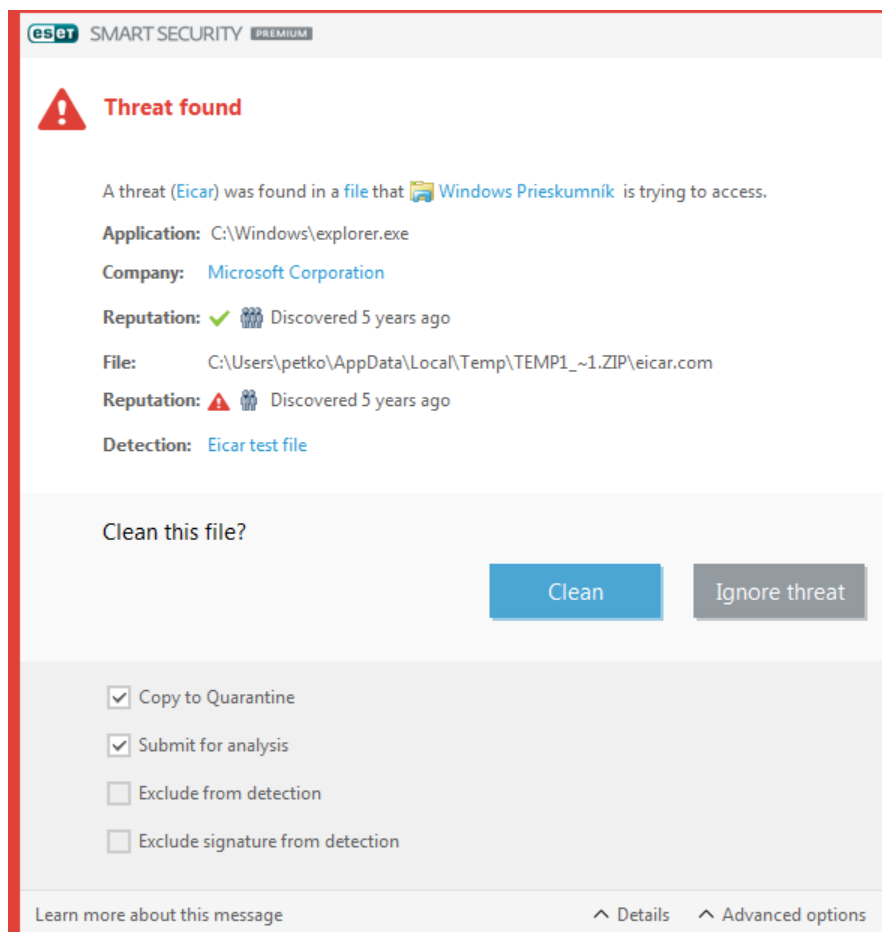 eseT SMART SECURITY PREMIUM
Threat found
A threat (Eicar) was found in a file that Windows Prieskumník is trying to access.
Application: C:\Windows\explorer.exe
Company: Microsoft Corporation
Reputation: Discovered 5 years ago
File: C:\Users\petko\AppData\Local\Temp\TEMP1_~1.ZIP\eicar.com
Reputation: Discovered 5 years ago
Detection: Eicar test file
Clean this file?
Clean Ignore threat
Copy to Quarantine
Submit for analysis
Exclude from detection
Exclude signature from detection
Learn more about this message Details Advanced options